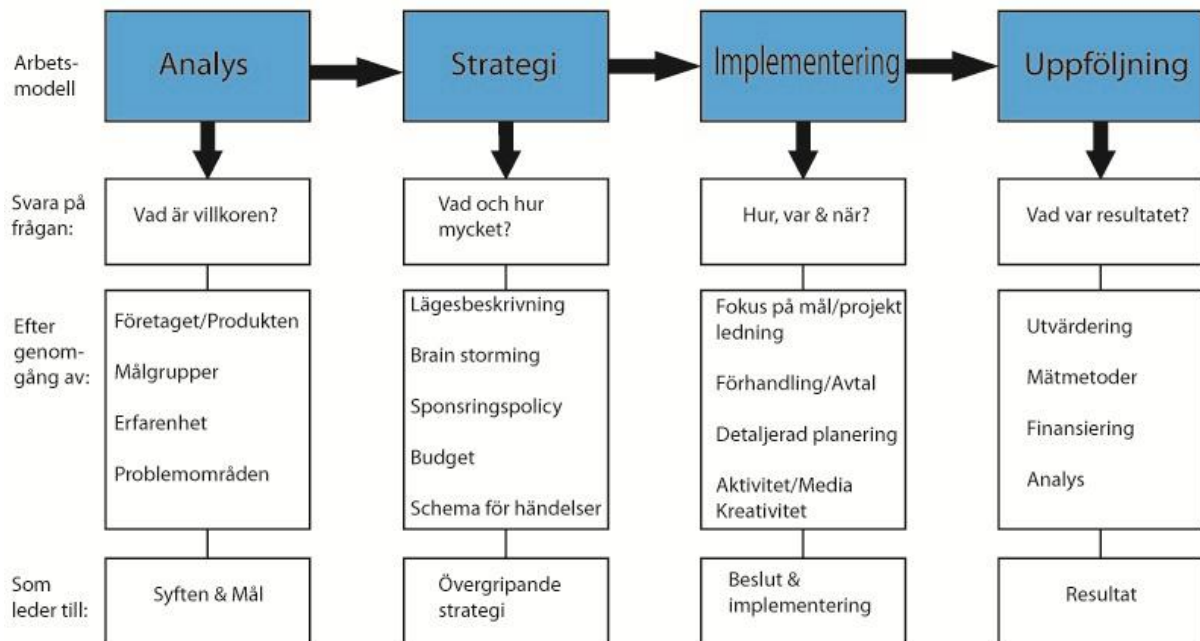 Arbets-
modell
Analys
Strategi
Implementering
Uppföljning
Svara på
frågan:
Vad är villkoren?
Vad och hur
mycket?
Hur, var & när?
Vad var resultatet?
Efter
genom-
gång av:
Företaget/Produkten
Målgrupper
Erfarenhet
Problemområden
Lägesbeskrivning
Brain storming
Sponsringspolicy
Budget
Schema för händelser
Fokus på mål/projekt
ledning
Förhandling/Avtal
Detaljerad planering
Aktivitet/Media
Kreativitet
Utvärdering
Mätmetoder
Finansiering
Analys
Som
leder till:
Syften & Mål
Övergripande
strategi
Beslut &
implementering
Resultat